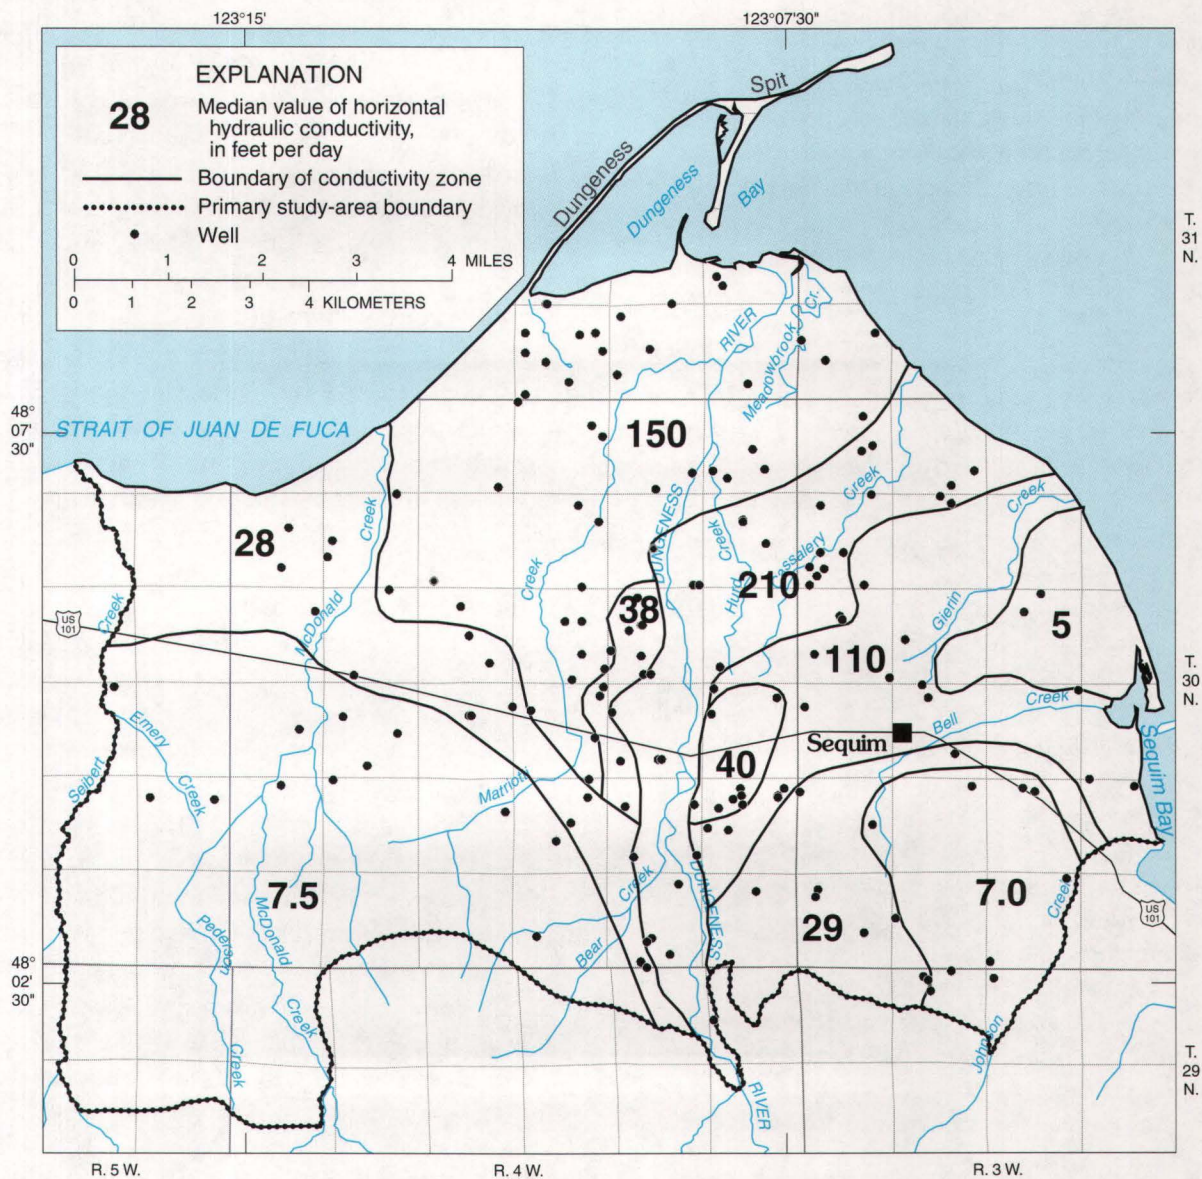 123°15'
123°07'30"
EXPLANATION
28
Median value of horizontal
hydraulic conductivity,
in feet per day
Boundary of conductivity zone
Primary study-area boundary
Well
0 1 2 3 4 MILES
0 1 2 3 4 KILOMETERS
Spit
Dungeness
Dungeness
Bay
T.
31
N.
RIVER
Meadowbrook Cr.
48°
07'
30"
STRAIT OF JUAN DE FUCA
150
Creek
DUNGENESS
Creek
Hurd
Creek
Cassalery
Creek
28
Creek
McDonald
US
101
Creek
38
210
Gierin
5
110
T.
30
N.
Emery
Creek
Seibert
Bell
Creek
Sequim
40
Matriotti
Sequim Bay
7.5
Creek
Bear
DUNGENESS
29
7.0
Creek
Johnson
US
101
Pederson
Creek
McDonald
Creek
48°
02'
30"
RIVER
T.
29
N.
R. 5 W.
R. 4 W.
R. 3 W.